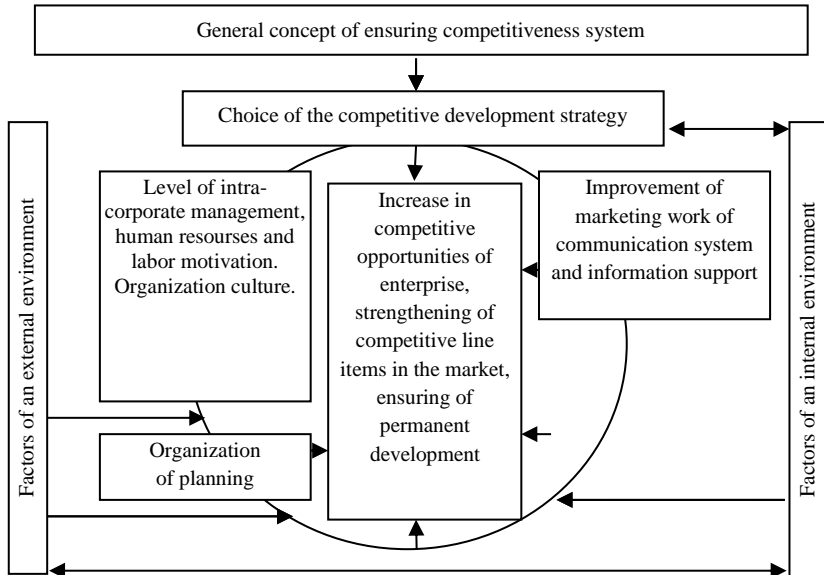 General concept of ensuring competitiveness system
Choice of the competitive development strategy
Factors of an external environment
Level of intra-
corporate management,
human resourses and
labor motivation.
Organization culture.
Organization
of planning
Increase in
competitive
opportunities of
enterprise,
strengthening of
competitive line
items in the market,
ensuring of
permanent
development
Improvement of
marketing work of
communication system
and information support
Factors of an internal environment